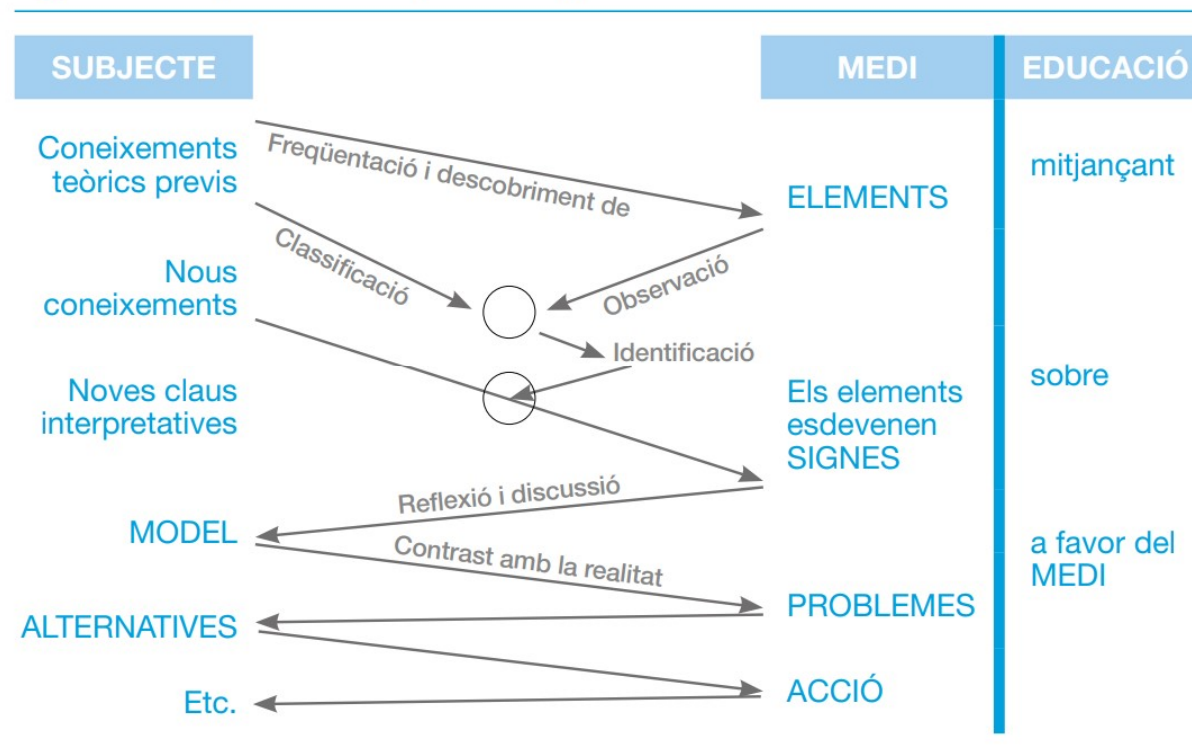 SUBJECTE
MEDI
EDUCACIÓ
Coneixements
teòrics previs
Freqüentació i descobriment de
ELEMENTS
mitjançant
Classificació
Observació
Nous
coneixements
Identificació
Noves claus
interpretatives
Els elements
esdevenen
SIGNES
sobre
Reflexió i discussió
MODEL
Contrast amb la realitat
a favor del
MEDI
PROBLEMES
ALTERNATIVES
ACCIÓ
Etc.